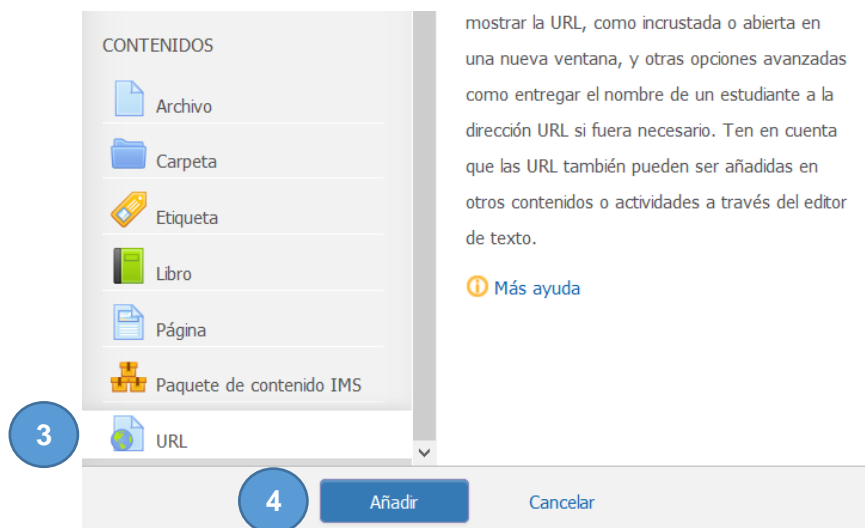 CONTENIDOS
Archivo
Carpeta
Etiqueta
Libro
Página
Paquete de contenido IMS
3
URL
mostrar la URL, como incrustada o abierta en
una nueva ventana, y otras opciones avanzadas
como entregar el nombre de un estudiante a la
dirección URL si fuera necesario. Ten en cuenta
que las URL también pueden ser añadidas en
otros contenidos o actividades a través del editor
de texto.
Más ayuda
4
Añadir
Cancelar